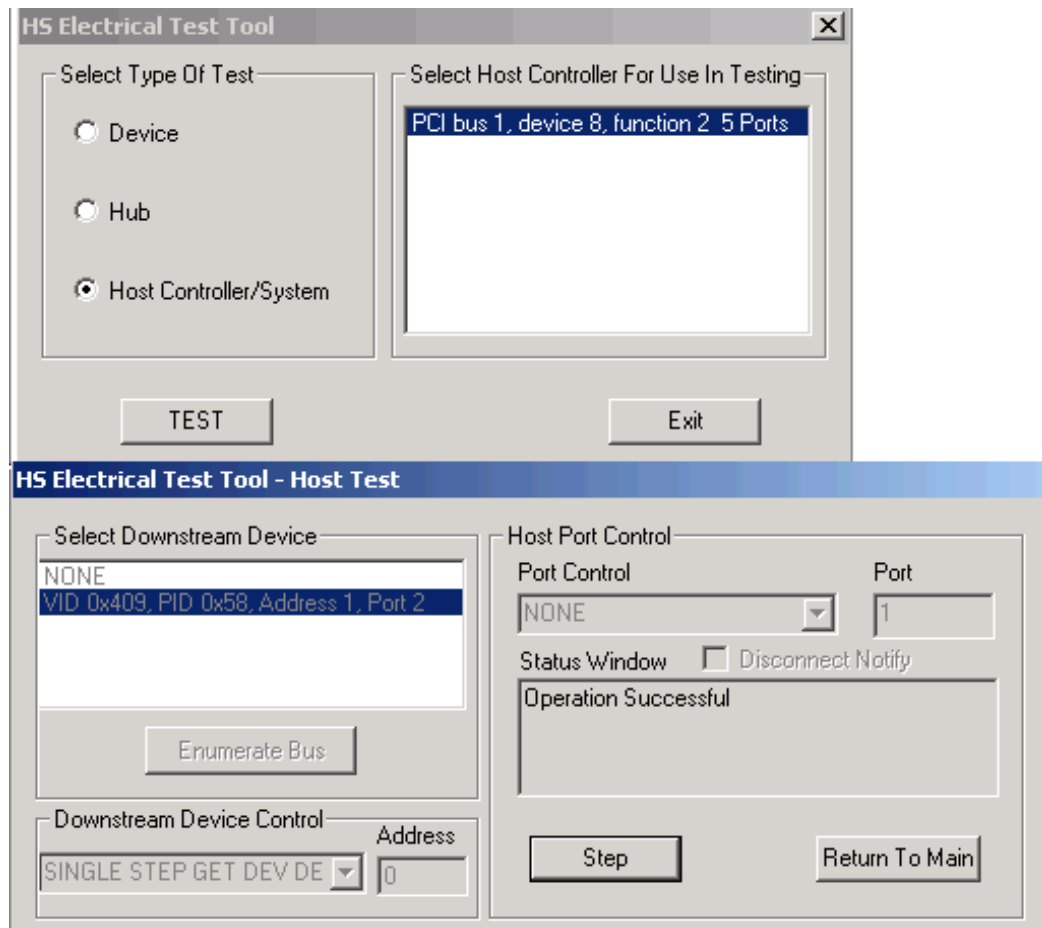 HS Electrical Test Tool
Select Type Of Test
Device
Hub
Host Controller/System
Select Host Controller For Use In Testing
PCI bus 1, device 8, function 2 5 Ports
TEST
Exit
HS Electrical Test Tool - Host Test
Select Downstream Device
NONE
VID 0x409, PID 0x58, Address 1, Port 2
Enumerate Bus
Downstream Device Control
Address
SINGLE STEP GET DEV DE
0
Host Port Control
Port Control
Port
NONE
1
Status Window
Disconnect Notify
Operation Successful
Step
Return To Main